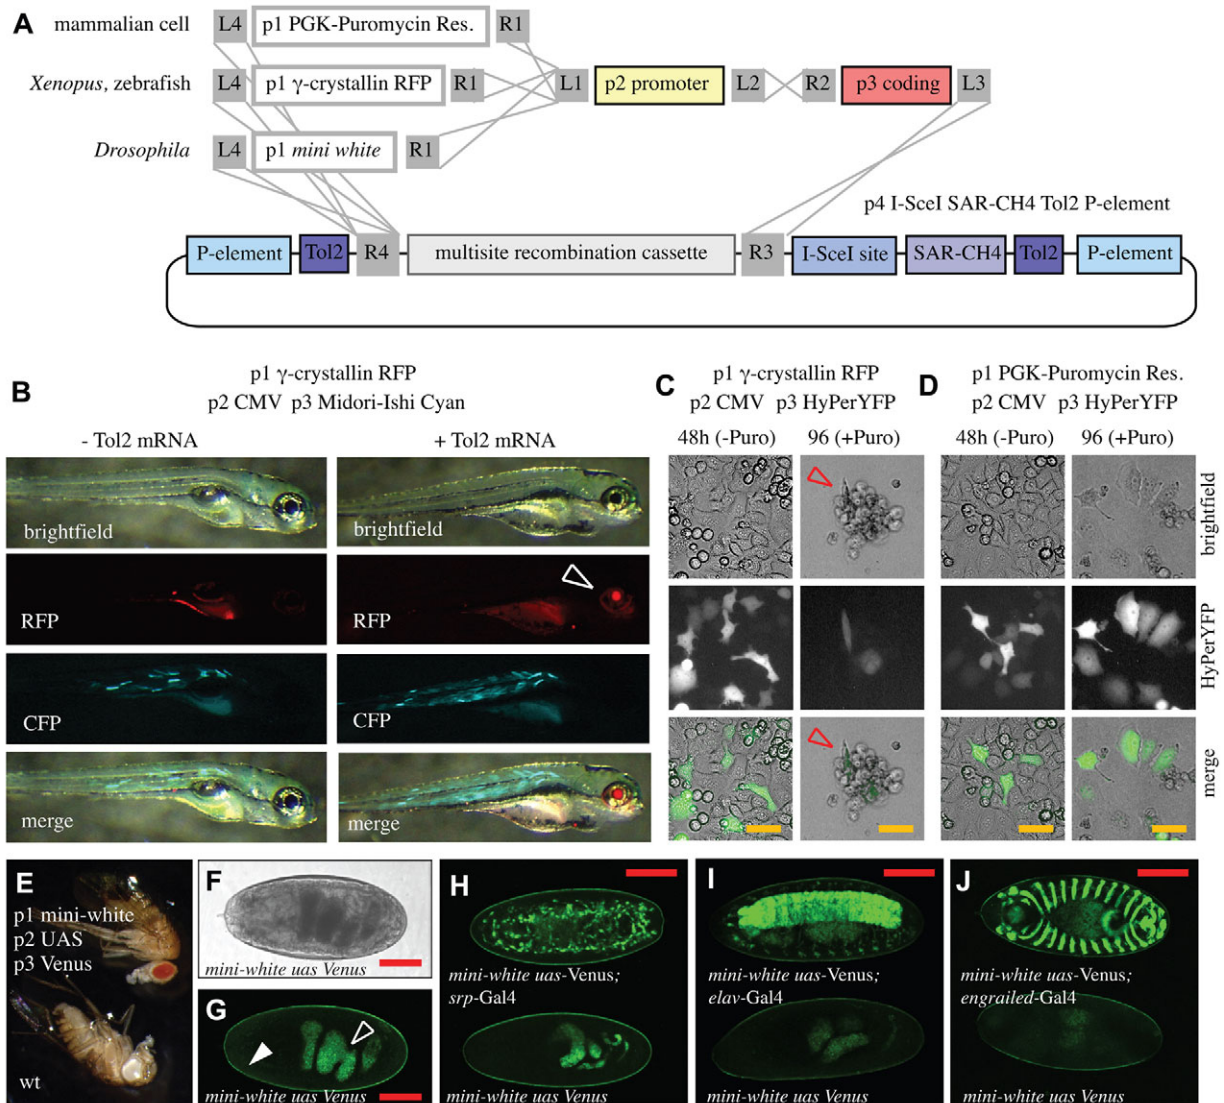 A
mammalian cell L4 p1 PGK-Puromycin Res. R1
Xenopus, zebrafish L4 p1 γ-crystallin RFP R1 L1 p2 promoter L2 R2 p3 coding L3
Drosophila L4 p1 mini white R1
p4 I-SceI SAR-CH4 Tol2 P-element
P-element Tol2 R4 multisite recombination cassette R3 I-SceI site SAR-CH4 Tol2 P-element
B
p1 γ-crystallin RFP
p2 CMV p3 Midori-Ishi Cyan
- Tol2 mRNA + Tol2 mRNA
brightfield brightfield
RFP RFP
CFP CFP
merge merge
C
p1 γ-crystallin RFP
p2 CMV p3 HyPerYFP
48h (-Puro) 96 (+Puro)
D
p1 PGK-Puromycin Res.
p2 CMV p3 HyPerYFP
48h (-Puro) 96 (+Puro)
brightfield
HyPerYFP
merge
E
p1 mini-white
p2 UAS
p3 Venus
wt
F
mini-white uas Venus
G
mini-white uas Venus
H
mini-white uas-Venus;
srp-Gal4
mini-white uas Venus
I
mini-white uas-Venus;
elav-Gal4
mini-white uas Venus
J
mini-white uas-Venus;
engrailed-Gal4
mini-white uas Venus